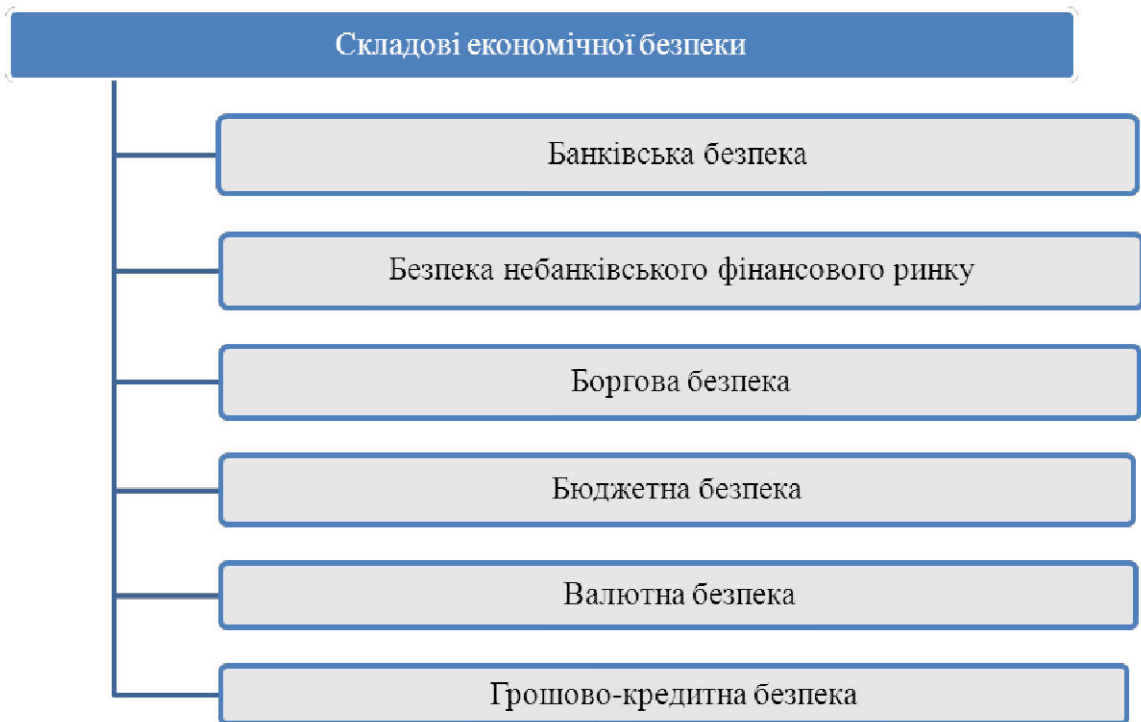 Складові економічної безпеки
Банківська безпека
Безпека небанківського фінансового ринку
Боргова безпека
Бюджетна безпека
Валютна безпека
Грошово-кредитна безпека